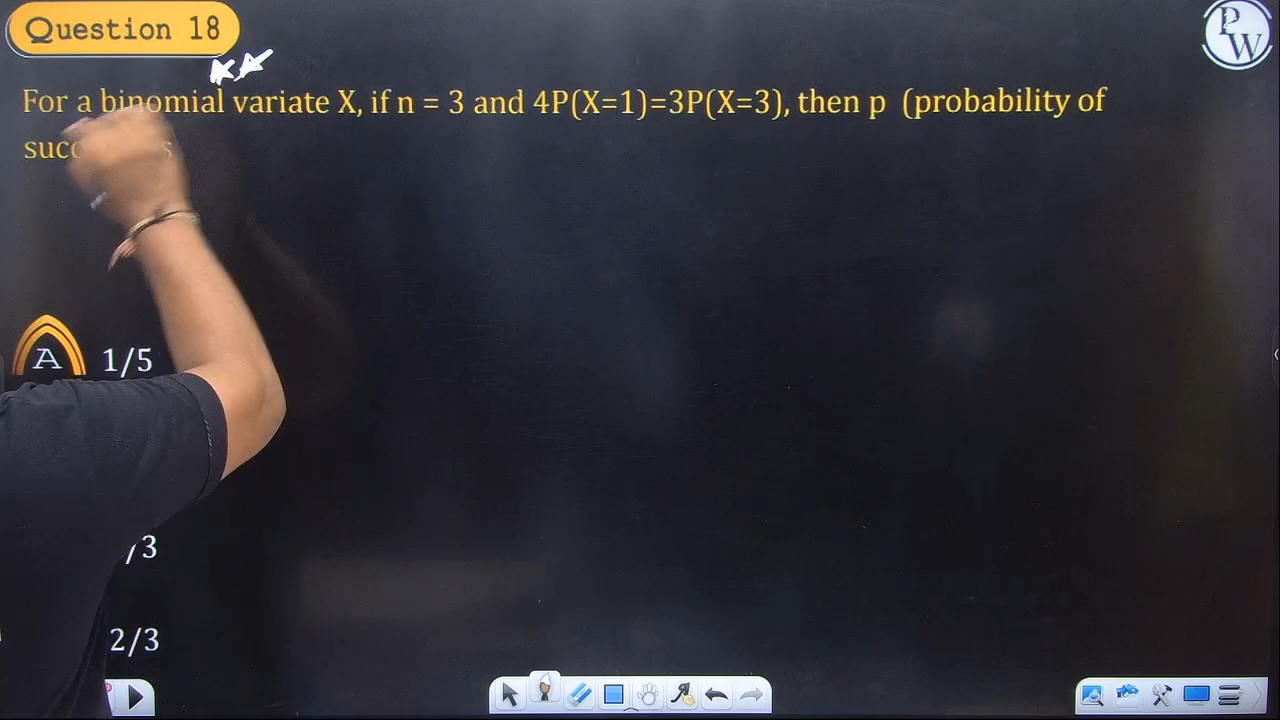 Question 18
PW
For a binomial variate X, if n = 3 and 4P(X=1)=3P(X=3), then p (probability of
A 1/5
/3
2/3